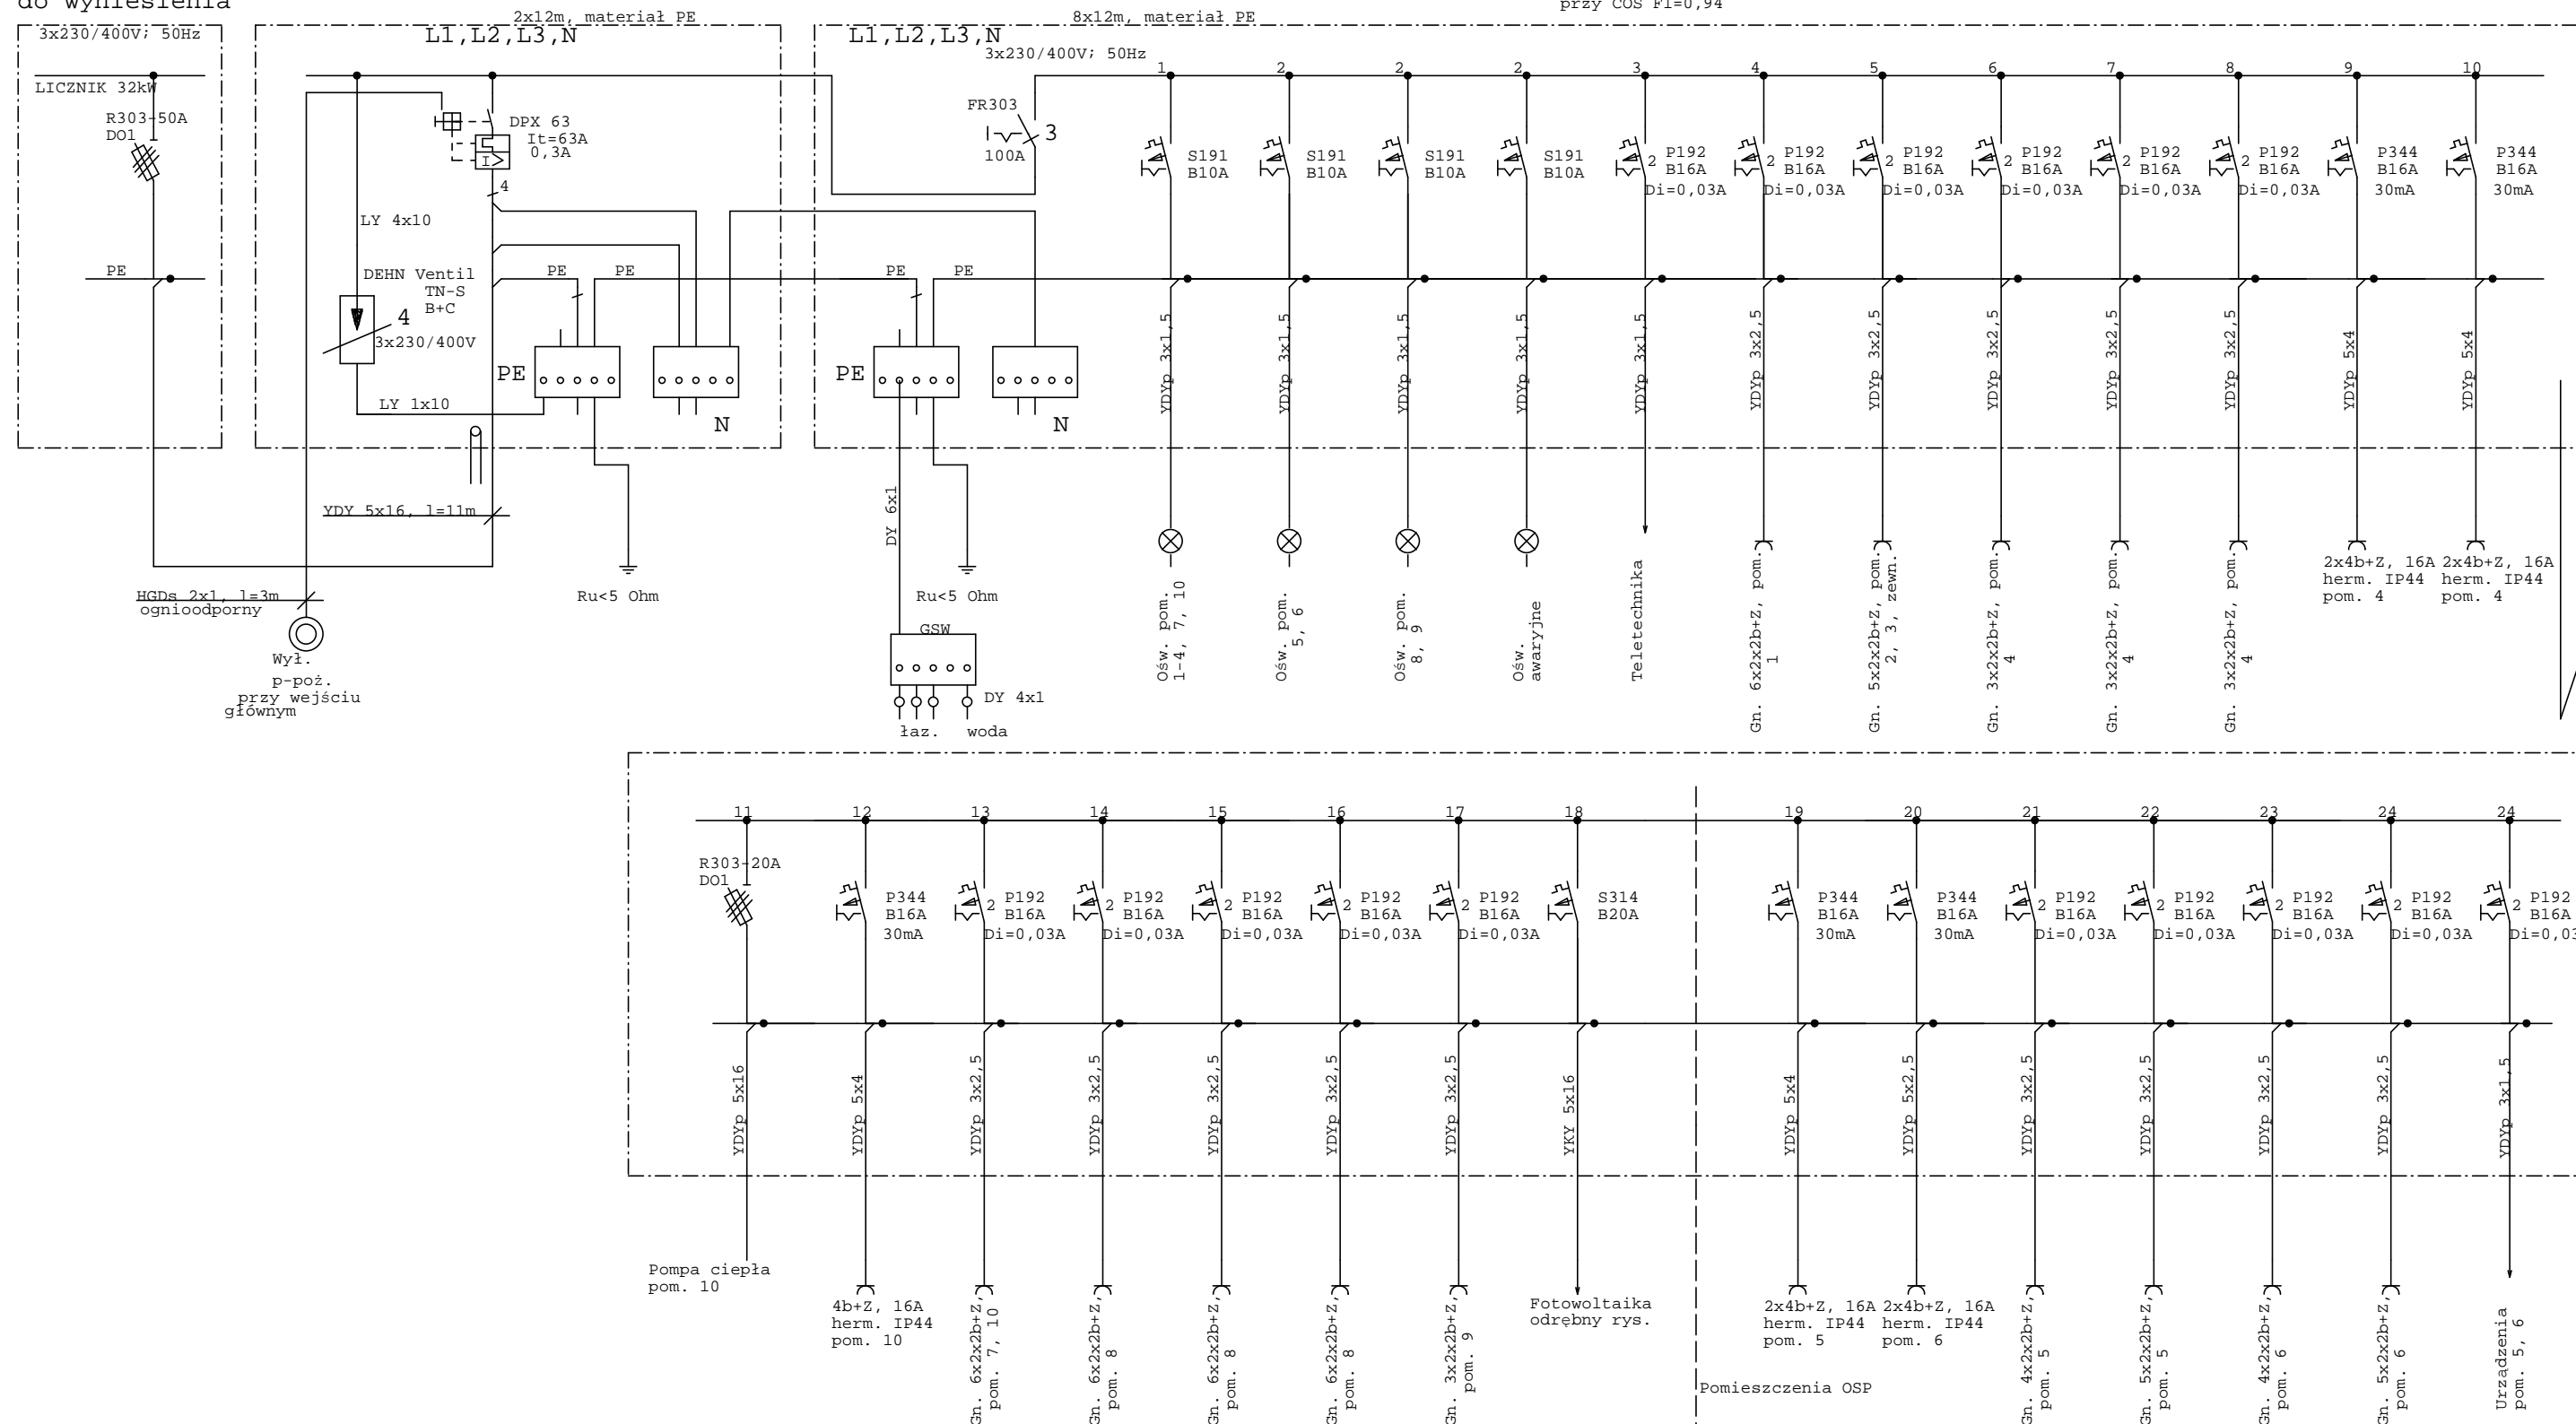 do wyniesienia
3x230/400V; 50Hz
LICZNIK 32kW
R303-50A
DO1
PE
2x12m, materiał PE
L1,L2,L3,N
DPX 63
It=63A
0,3A
I>
4
LY 4x10
DEHN Ventil
TN-S
B+C
4
3x230/400V
PE
PE
PE
N
LY 1x10
YDY 5x16, l=11m
HGDs 2x1, l=3m
ognioodporny
Wył.
p-poż.
przy wejściu
głównym
Ru<5 Ohm
8x12m, materiał PE
L1,L2,L3,N
3x230/400V; 50Hz
przy COS FI=0,94
FR303
3
100A
PE
PE
PE
N
DY 6x1
Ru<5 Ohm
GSW
DY 4x1
łaz.
woda
1
S191
B10A
YDYp 3x1,5
Ośw. pom.
1-4, 7, 10
2
S191
B10A
YDYp 3x1,5
Ośw. pom.
5, 6
2
S191
B10A
YDYp 3x1,5
Ośw. pom.
8, 9
2
S191
B10A
YDYp 3x1,5
Ośw.
awaryjne
3
2
P192
B16A
Di=0,03A
YDYp 3x1,5
Teletechnika
4
2
P192
B16A
Di=0,03A
YDYp 3x2,5
Gn. 6x2x2b+Z, pom.
1
5
2
P192
B16A
Di=0,03A
YDYp 3x2,5
Gn. 5x2x2b+Z, pom.
2, 3, zewn.
6
2
P192
B16A
Di=0,03A
YDYp 3x2,5
Gn. 3x2x2b+Z, pom.
4
7
2
P192
B16A
Di=0,03A
YDYp 3x2,5
Gn. 3x2x2b+Z, pom.
4
8
2
P192
B16A
Di=0,03A
YDYp 3x2,5
Gn. 3x2x2b+Z, pom.
4
9
P344
B16A
30mA
YDYp 5x4
2x4b+Z, 16A
herm. IP44
pom. 4
10
P344
B16A
30mA
YDYp 5x4
2x4b+Z, 16A
herm. IP44
pom. 4
11
R303-20A
DO1
YDYp 5x16
Pompa ciepła
pom. 10
12
P344
B16A
30mA
YDYp 5x4
4b+Z, 16A
herm. IP44
pom. 10
13
2
P192
B16A
Di=0,03A
YDYp 3x2,5
Gn. 6x2x2b+Z,
pom. 7, 10
14
2
P192
B16A
Di=0,03A
YDYp 3x2,5
Gn. 6x2x2b+Z,
pom. 8
15
2
P192
B16A
Di=0,03A
YDYp 3x2,5
Gn. 6x2x2b+Z,
pom. 8
16
2
P192
B16A
Di=0,03A
YDYp 3x2,5
Gn. 6x2x2b+Z,
pom. 8
17
2
P192
B16A
Di=0,03A
YDYp 3x2,5
Gn. 3x2x2b+Z,
pom. 9
18
S314
B20A
YKY 5x16
Fotowoltaika
odrębny rys.
Pomieszczenia OSP
19
P344
B16A
30mA
YDYp 5x4
2x4b+Z, 16A
herm. IP44
pom. 5
20
P344
B16A
30mA
YDYp 5x2,5
2x4b+Z, 16A
herm. IP44
pom. 6
21
2
P192
B16A
Di=0,03A
YDYp 3x2,5
Gn. 4x2x2b+Z,
pom. 5
22
2
P192
B16A
Di=0,03A
YDYp 3x2,5
Gn. 5x2x2b+Z,
pom. 5
23
2
P192
B16A
Di=0,03A
YDYp 3x2,5
Gn. 4x2x2b+Z,
pom. 6
24
2
P192
B16A
Di=0,03A
YDYp 3x2,5
Gn. 5x2x2b+Z,
pom. 6
24
2
P192
B16A
Di=0,03
YDYp 3x1,5
Urządzenia
pom. 5, 6